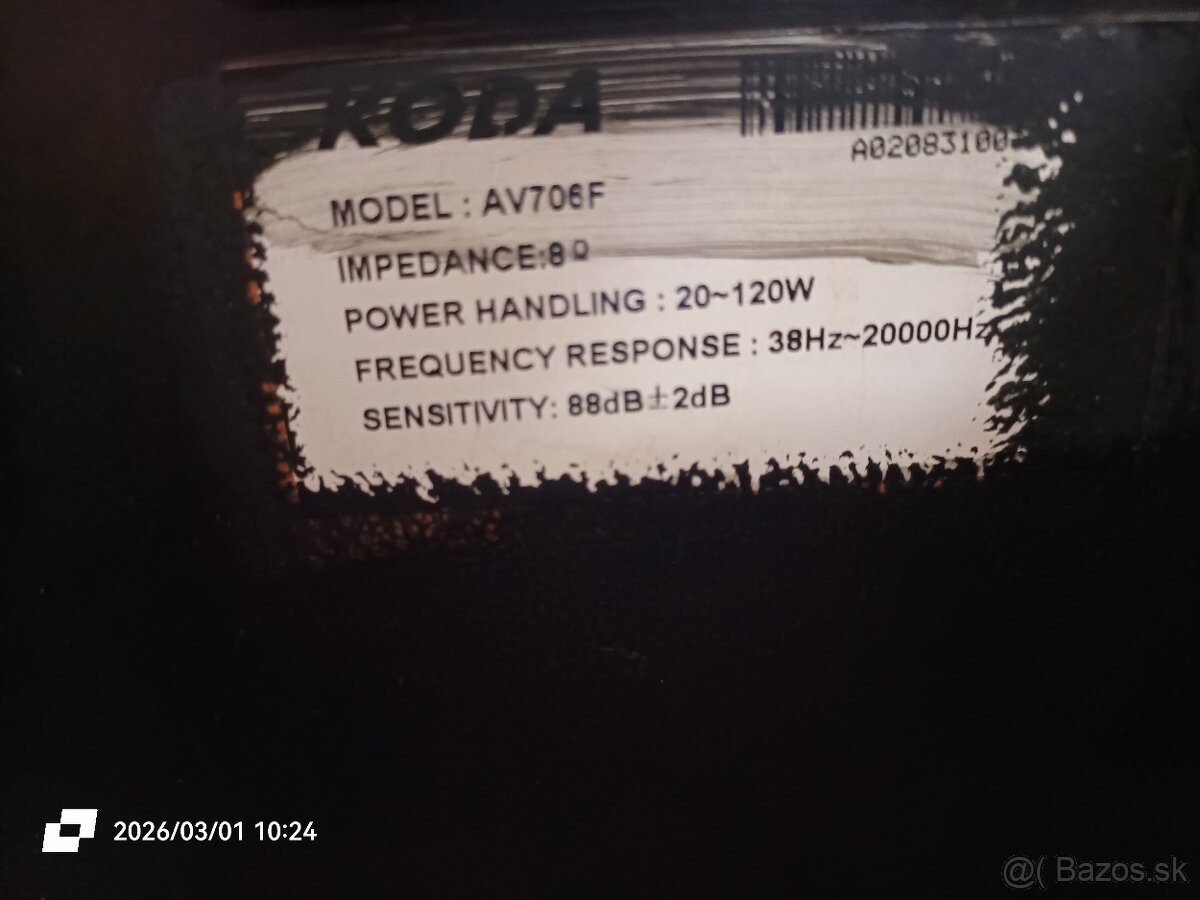 KODA
A02083100
MODEL : AV706F
IMPEDANCE:8Ω
POWER HANDLING : 20~120W
FREQUENCY RESPONSE : 38Hz~20000Hz
SENSITIVITY: 88dB±2dB
2026/03/01 10:24
@( Bazos.sk